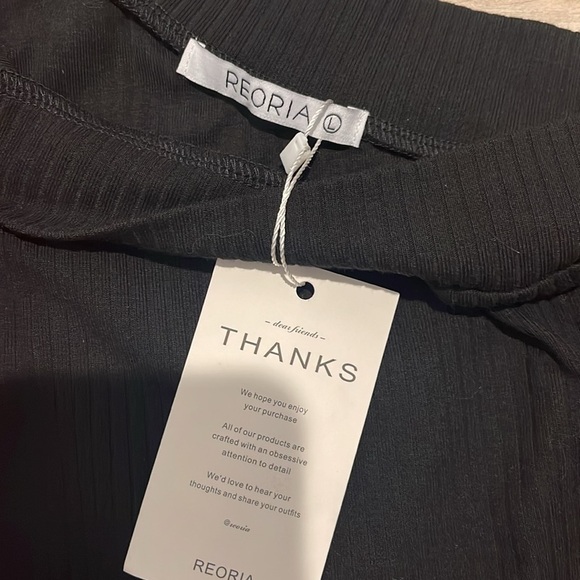 REORIA L
– dear friends –
THANKS
We hope you enjoy
your purchase
All of our products are
crafted with an obsessive
attention to detail
We'd love to hear your
thoughts and share your outfits
@reoria
REORIA